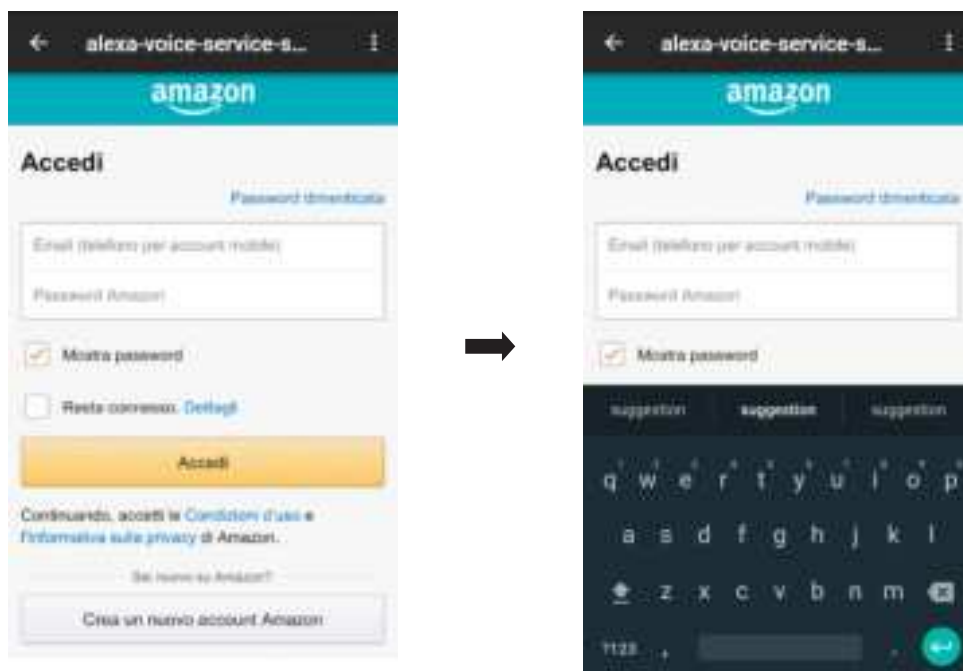 alexa-voice-service-s...
amazon
Accedi
Password dimenticata
Email (telefono per account mobile)
Password Amazon
Mostra password
Resta connesso. Dettagli
Accedi
Continuando, accetti le Condizioni d'uso e
l'Informativa sulla privacy di Amazon.
Sei nuovo su Amazon?
Crea un nuovo account Amazon
alexa-voice-service-s...
amazon
Accedi
Password dimenticata
Email (telefono per account mobile)
Password Amazon
Mostra password
suggestion suggestion suggestion
q w e r t y u i o p
a s d f g h j k l
z x c v b n m
?123 , .